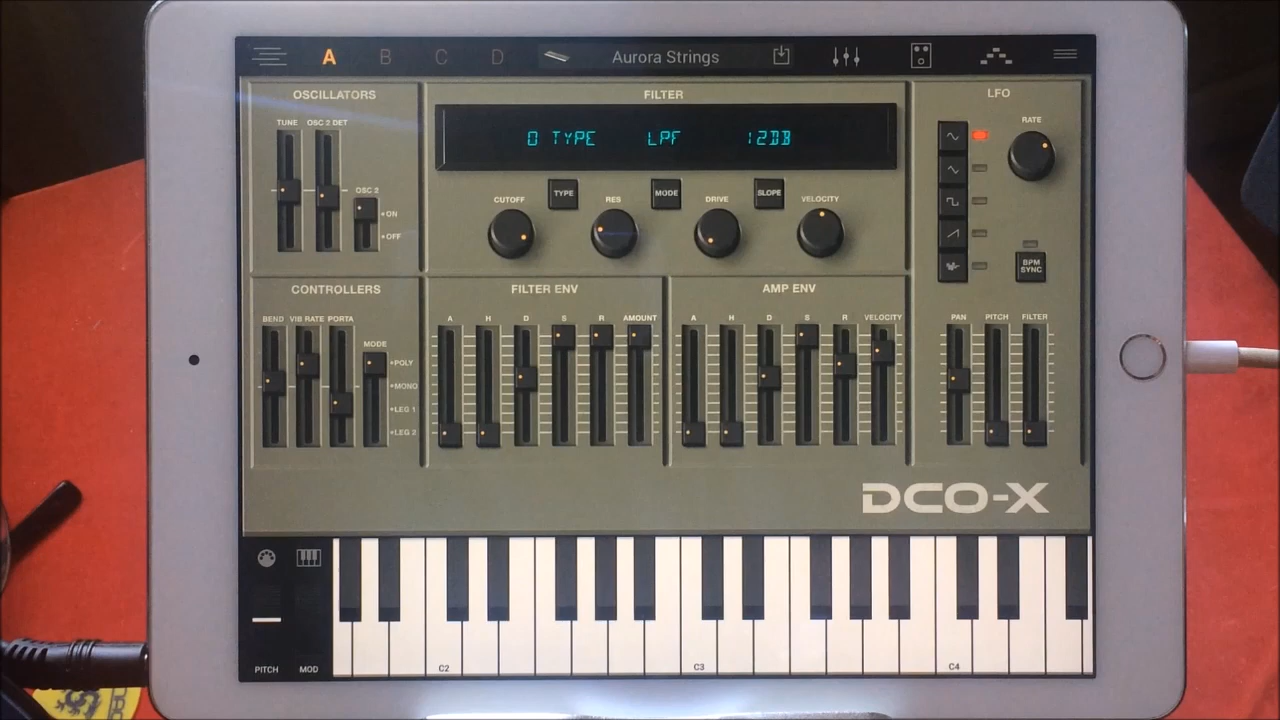 A B C D Aurora Strings
OSCILLATORS
TUNE OSC 2 DET
OSC 2
ON
OFF
FILTER
O TYPE LPF 12DB
TYPE MODE SLOPE
CUTOFF RES DRIVE VELOCITY
LFO
RATE
BPM
SYNC
CONTROLLERS
BEND VIB RATE PORTA
MODE
POLY
MONO
LEG 1
LEG 2
FILTER ENV
A H D S R AMOUNT
AMP ENV
A H D S R VELOCITY
PAN PITCH FILTER
DCO-X
PITCH MOD
C2 C3 C4